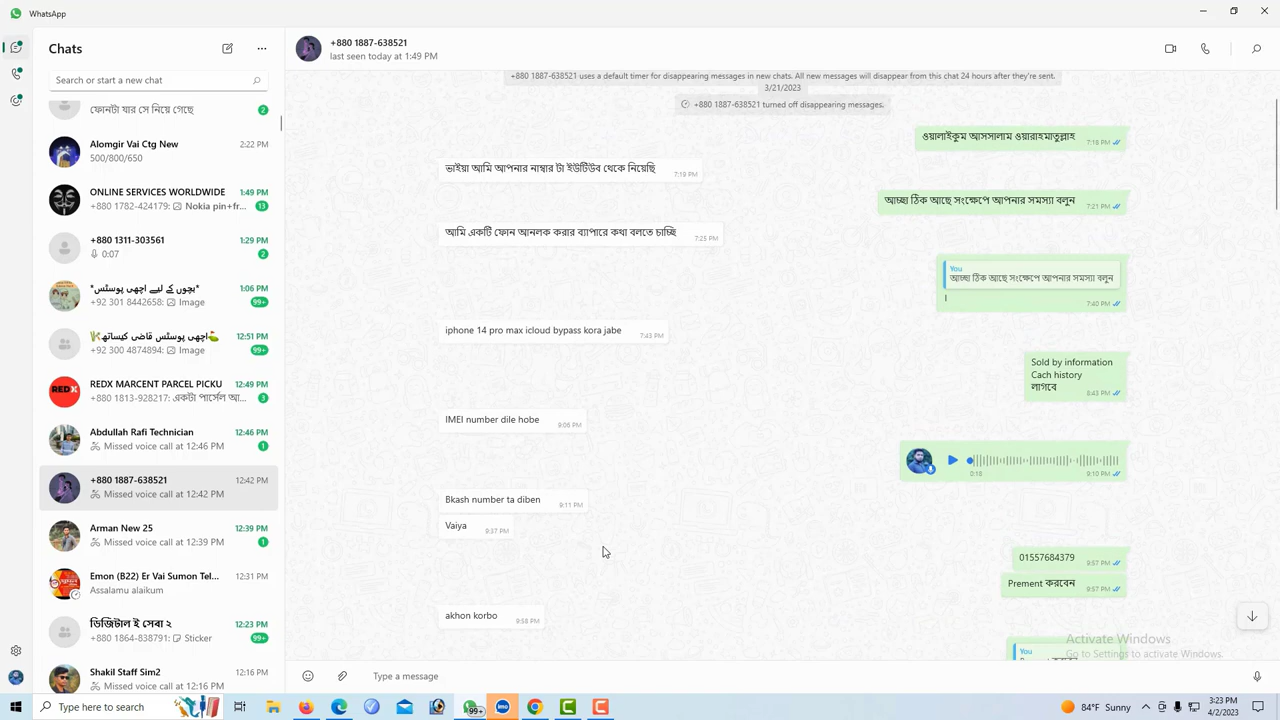 WhatsApp
Chats
Search or start a new chat
ফোনটা যার সে নিয়ে গেছে
2
Alomgir Vai Ctg New
2:22 PM
500/800/650
ONLINE SERVICES WORLDWIDE
1:49 PM
+880 1782-424179: Nokia pin+fr...
13
+880 1311-303561
1:29 PM
0:07
2
*بچوں کے لیے اچھی پوسٹس*
1:06 PM
+92 301 8442658: Image
99+
اچھی پوسٹس قاضی کیساتھ
12:51 PM
+92 300 4874894: Image
99+
REDX
REDX MARCENT PARCEL PICKU
12:49 PM
+880 1813-928217: একটা পার্সেল আ...
3
Abdullah Rafi Technician
12:46 PM
Missed voice call at 12:46 PM
1
+880 1887-638521
12:42 PM
Missed voice call at 12:42 PM
Arman New 25
12:39 PM
Missed voice call at 12:39 PM
1
Emon (B22) Er Vai Sumon Tel...
12:31 PM
Assalamu alaikum
ডিজিটাল ই সেবা ২
12:23 PM
+880 1864-838791: Sticker
99+
Shakil Staff Sim2
12:16 PM
Missed voice call at 12:16 PM
+880 1887-638521
last seen today at 1:49 PM
+880 1887-638521 uses a default timer for disappearing messages in new chats. All new messages will disappear from this chat 24 hours after they're sent.
3/21/2023
+880 1887-638521 turned off disappearing messages.
ওয়ালাইকুম আসসালাম ওয়ারাহমাতুল্লাহ
7:18 PM
ভাইয়া আমি আপনার নাম্বার টা ইউটিউব থেকে নিয়েছি
7:19 PM
আচ্ছা ঠিক আছে সংক্ষেপে আপনার সমস্যা বলুন
7:21 PM
আমি একটি ফোন আনলক করার ব্যাপারে কথা বলতে চাচ্ছি
7:25 PM
You
আচ্ছা ঠিক আছে সংক্ষেপে আপনার সমস্যা বলুন
I
7:40 PM
iphone 14 pro max icloud bypass kora jabe
7:43 PM
Sold by information
Cach history
লাগবে
8:43 PM
IMEI number dile hobe
9:06 PM
0:18
9:10 PM
Bkash number ta diben
9:11 PM
Vaiya
9:37 PM
01557684379
9:57 PM
Prement করবেন
9:57 PM
akhon korbo
9:58 PM
You
Activate Windows
Go to Settings to activate Windows.
Type a message
Type here to search
99+
imo
84°F Sunny
3:23 PM
4/2/2023